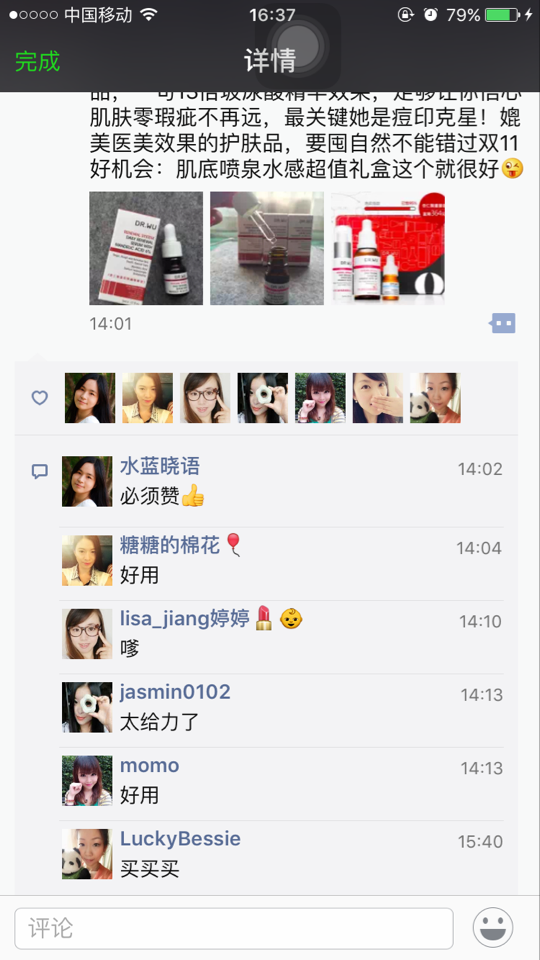 中国移动
16:37
79%
完成
详情
肌肤零瑕疵不再远，最关键她是痘印克星！媲
美医美效果的护肤品，要囤自然不能错过双11
好机会：肌底喷泉水感超值礼盒这个就很好😜
DR.WU
DR.WU
14:01
水蓝晓语
14:02
必须赞👍
糖糖的棉花🎈
14:04
好用
lisa_jiang婷婷💄👶
14:10
嗲
jasmin0102
14:13
太给力了
momo
14:13
好用
LuckyBessie
15:40
买买买
评论